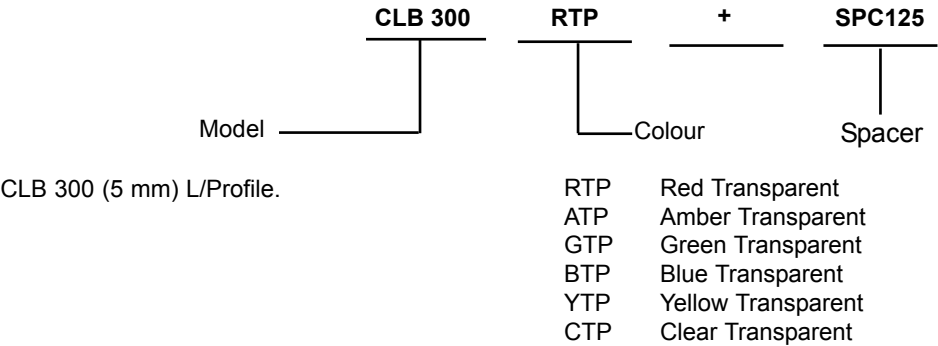 CLB 300 RTP + SPC125
Model Colour Spacer
CLB 300 (5 mm) L/Profile.
RTP Red Transparent
ATP Amber Transparent
GTP Green Transparent
BTP Blue Transparent
YTP Yellow Transparent
CTP Clear Transparent